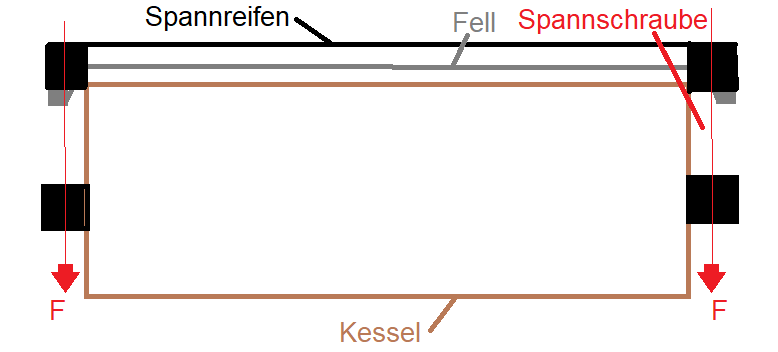 Spannreifen
Fell
Spannschraube
F
F
Kessel